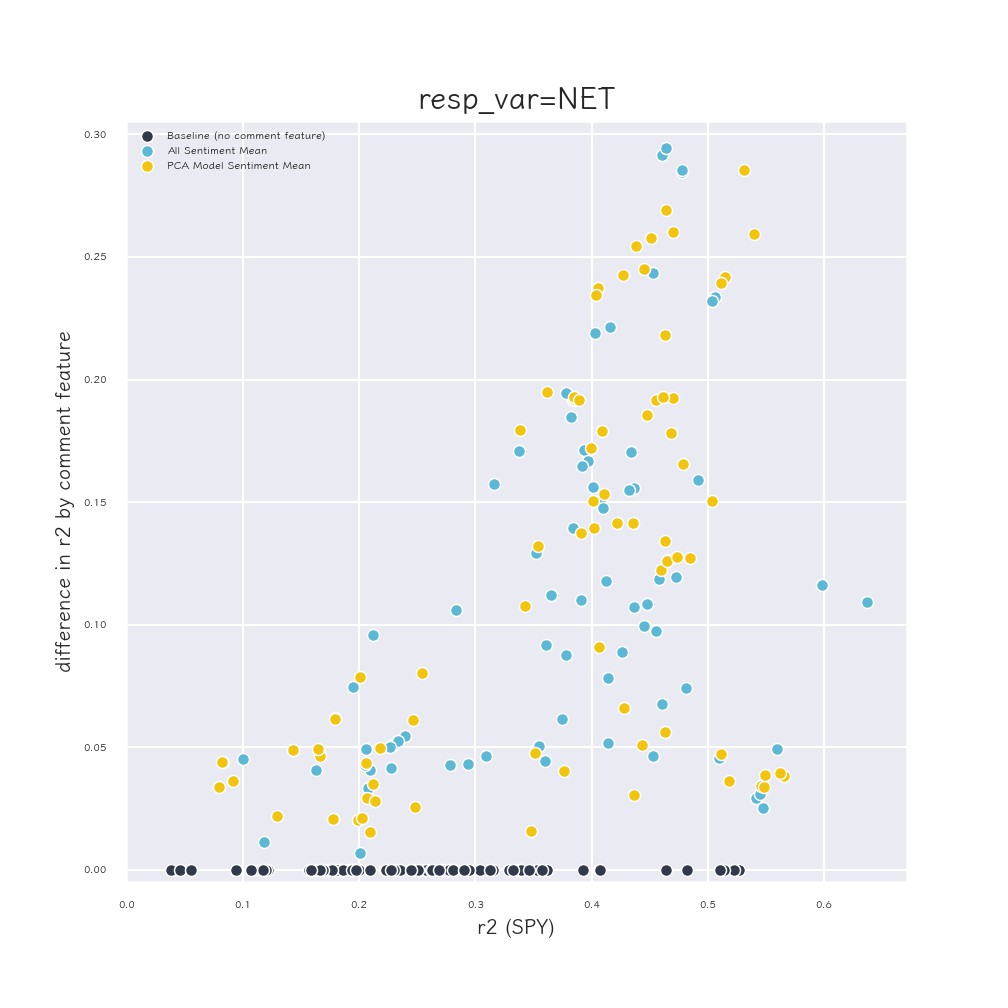 resp_var=NET
Baseline (no comment feature)
All Sentiment Mean
PCA Model Sentiment Mean
difference in r2 by comment feature
0.30
0.25
0.20
0.15
0.10
0.05
0.00
0.0 0.1 0.2 0.3 0.4 0.5 0.6
r2 (SPY)